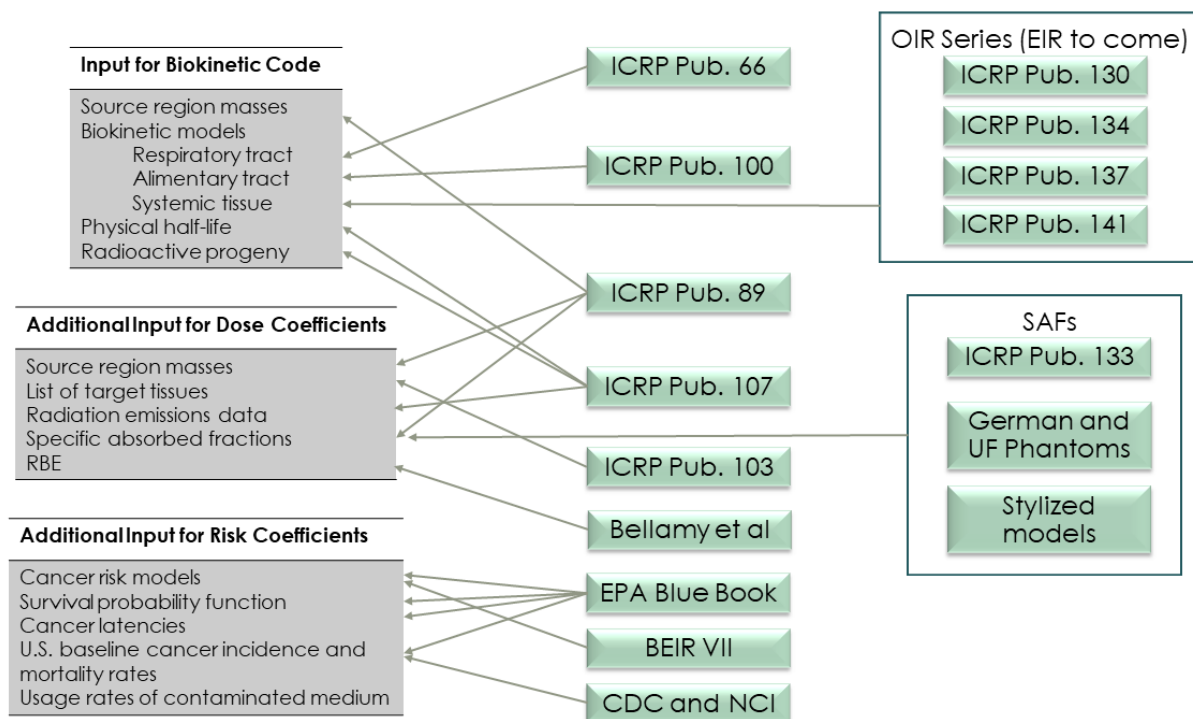 Input for Biokinetic Code
Source region masses
Biokinetic models
Respiratory tract
Alimentary tract
Systemic tissue
Physical half-life
Radioactive progeny
Additional Input for Dose Coefficients
Source region masses
List of target tissues
Radiation emissions data
Specific absorbed fractions
RBE
Additional Input for Risk Coefficients
Cancer risk models
Survival probability function
Cancer latencies
U.S. baseline cancer incidence and
mortality rates
Usage rates of contaminated medium
ICRP Pub. 66
ICRP Pub. 100
ICRP Pub. 89
ICRP Pub. 107
ICRP Pub. 103
Bellamy et al
EPA Blue Book
BEIR VII
CDC and NCI
OIR Series (EIR to come)
ICRP Pub. 130
ICRP Pub. 134
ICRP Pub. 137
ICRP Pub. 141
SAFs
ICRP Pub. 133
German and
UF Phantoms
Stylized
models